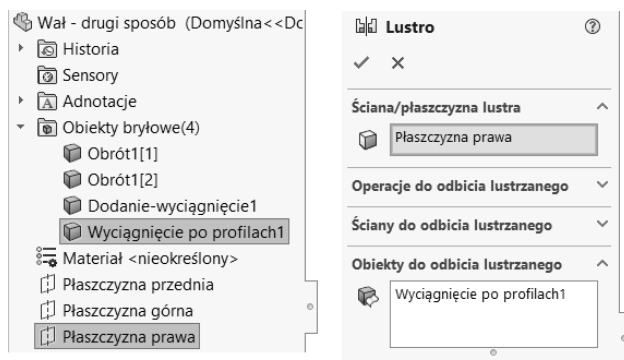 Wał - drugi sposób (Domyślna<<Dc
Historia
Sensory
Adnotacje
Obiekty bryłowe(4)
Obrót1[1]
Obrót1[2]
Dodanie-wyciągnięcie1
Wyciągnięcie po profilach1
Materiał <nieokreślony>
Płaszczyzna przednia
Płaszczyzna górna
Płaszczyzna prawa
Lustro
Ściana/płaszczyzna lustra
Płaszczyzna prawa
Operacje do odbicia lustrzanego
Ściany do odbicia lustrzanego
Obiekty do odbicia lustrzanego
Wyciągnięcie po profilach1